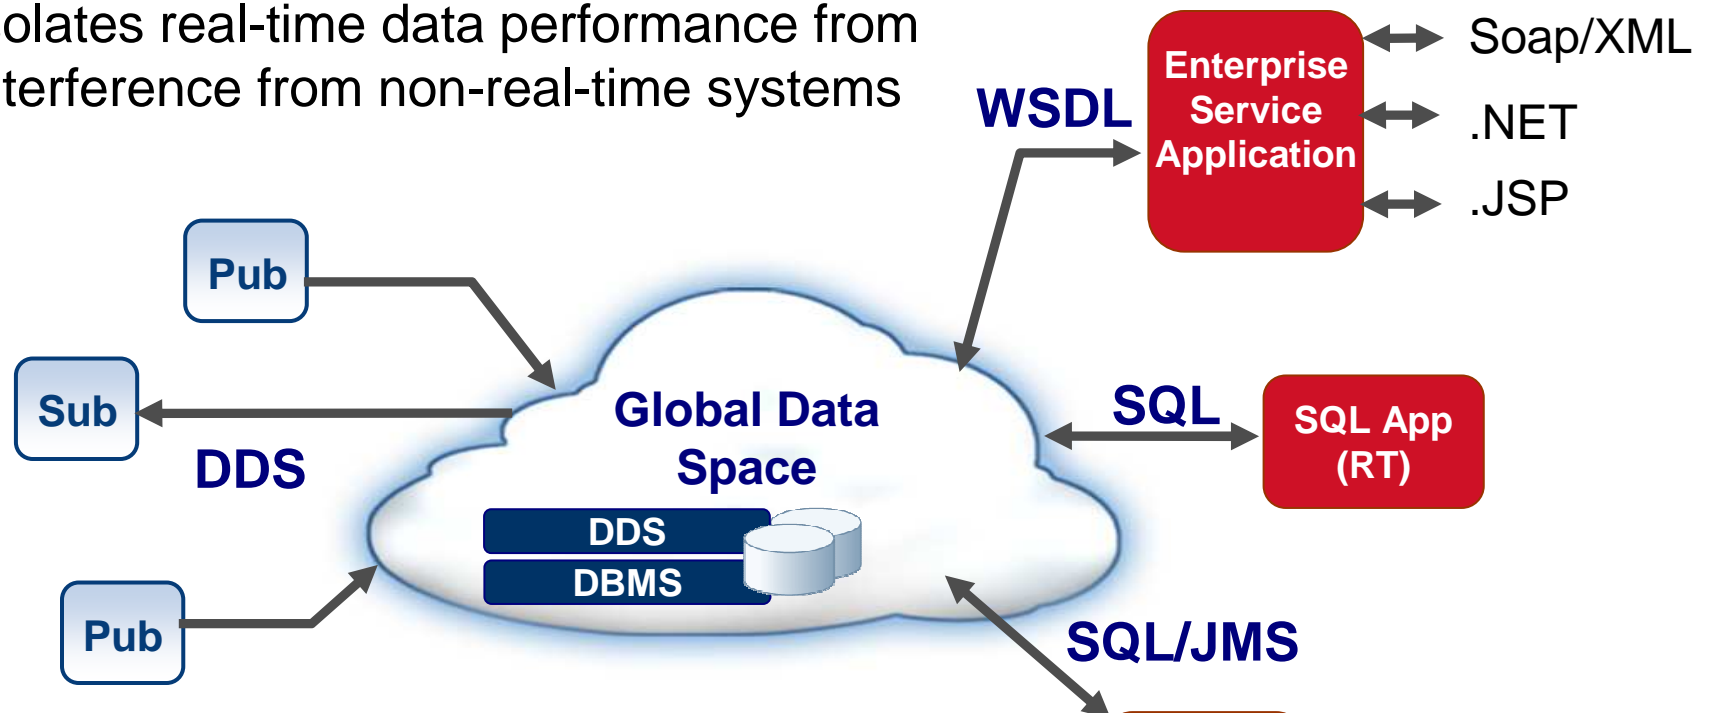 olates real-time data performance from
terference from non-real-time systems
WSDL
Enterprise
Service
Application
Soap/XML
.NET
.JSP
Pub
Sub
DDS
Pub
Global Data
Space
DDS
DBMS
SQL
SQL App
(RT)
SQL/JMS